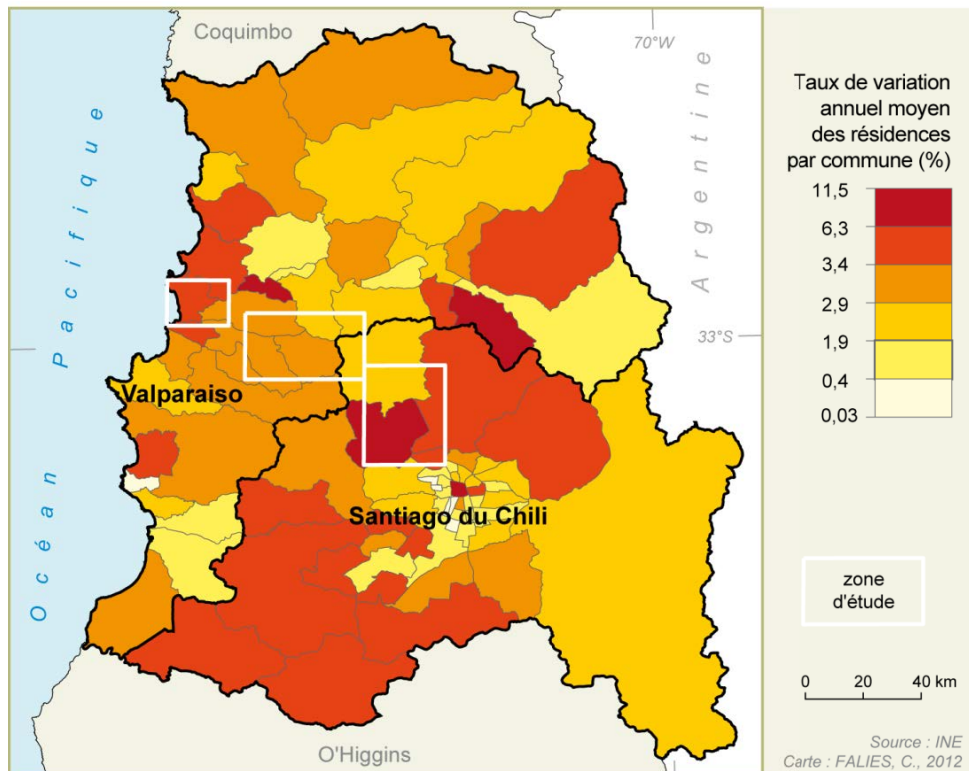 Coquimbo
70°W
Argentine
Océan Pacifique
33°S
Valparaiso
Santiago du Chili
O'Higgins
Taux de variation
annuel moyen
des résidences
par commune (%)
11,5
6,3
3,4
2,9
1,9
0,4
0,03
zone
d'étude
0 20 40 km
Source : INE
Carte : FALIES, C., 2012